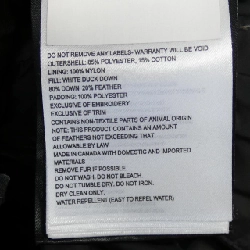 DO NOT REMOVE ANY LABELS- WARRANTY WILL BE VOID
OUTERSHELL: 85% POLYESTER, 15% COTTON
LINING: 100% NYLON
FILL: WHITE DUCK DOWN
80% DOWN 20% FEATHER
PADDING: 100% POLYESTER
EXCLUSIVE OF EMBROIDERY
EXCLUSIVE OF TRIM
CONTAINS NON-TEXTILE PARTS OF ANIMAL ORIGIN
NOTE: THIS PRODUCT CONTAINS AN AMOUNT
OF FEATHERS EXCEEDING THAT
ALLOWABLE BY LAW
MADE IN CANADA WITH DOMESTIC AND IMPORTED
MATERIALS
REMOVE FUR IF POSSIBLE
DO NOT WASH. DO NOT BLEACH.
DO NOT TUMBLE DRY. DO NOT IRON.
DRY CLEAN ONLY.
WATER REPELLENT (EASY TO REPEL WATER)